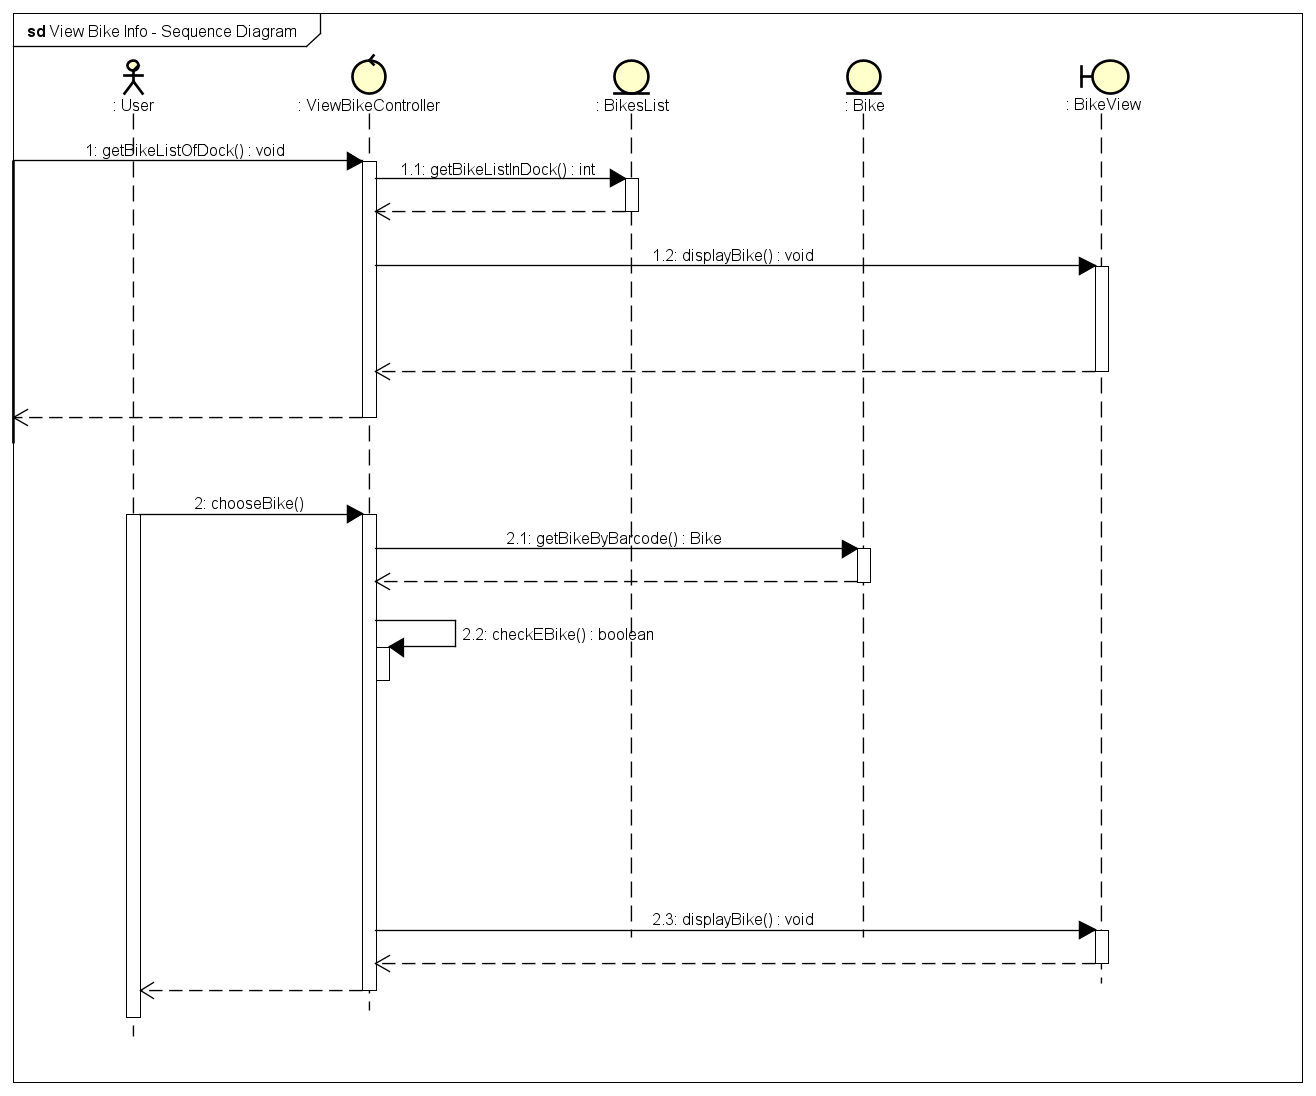 sd View Bike Info - Sequence Diagram
: User
: ViewBikeController
: BikesList
: Bike
: BikeView
1: getBikeListOfDock() : void
1.1: getBikeListInDock() : int
1.2: displayBike() : void
2: chooseBike()
2.1: getBikeByBarcode() : Bike
2.2: checkEBike() : boolean
2.3: displayBike() : void